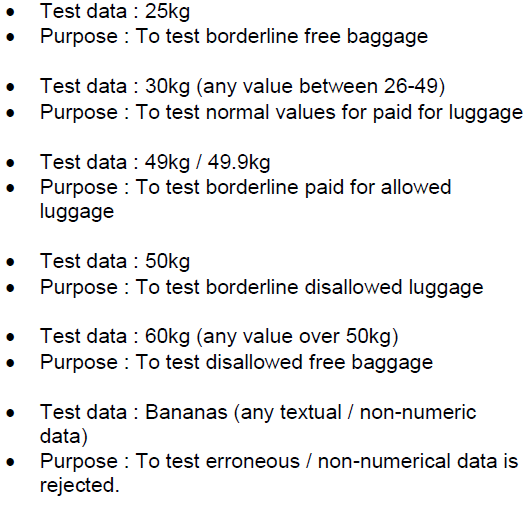 • Test data : 25kg
• Purpose : To test borderline free baggage
• Test data : 30kg (any value between 26-49)
• Purpose : To test normal values for paid for luggage
• Test data : 49kg / 49.9kg
• Purpose : To test borderline paid for allowed
luggage
• Test data : 50kg
• Purpose : To test borderline disallowed luggage
• Test data : 60kg (any value over 50kg)
• Purpose : To test disallowed free baggage
• Test data : Bananas (any textual / non-numeric
data)
• Purpose : To test erroneous / non-numerical data is
rejected.